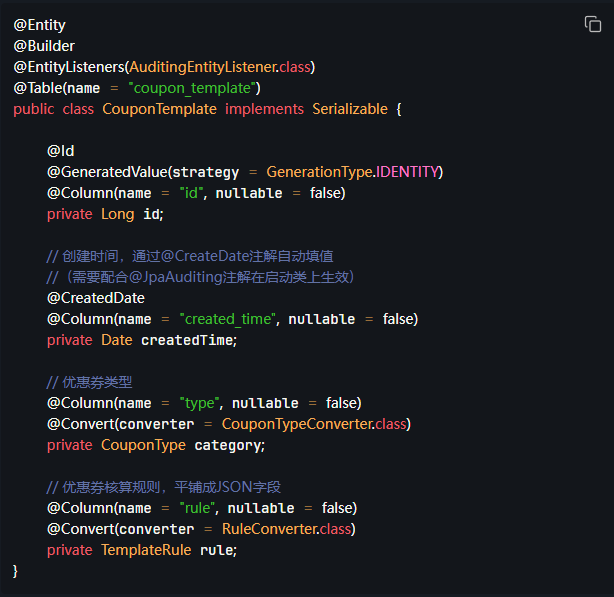 @Entity
@Builder
@EntityListeners(AuditingEntityListener.class)
@Table(name = "coupon_template")
public class CouponTemplate implements Serializable {
@Id
@GeneratedValue(strategy = GenerationType.IDENTITY)
@Column(name = "id", nullable = false)
private Long id;
// 创建时间，通过@CreateDate注解自动填值
//（需要配合@JpaAuditing注解在启动类上生效）
@CreatedDate
@Column(name = "created_time", nullable = false)
private Date createdTime;
// 优惠券类型
@Column(name = "type", nullable = false)
@Convert(converter = CouponTypeConverter.class)
private CouponType category;
// 优惠券核算规则，平铺成JSON字段
@Column(name = "rule", nullable = false)
@Convert(converter = RuleConverter.class)
private TemplateRule rule;
}